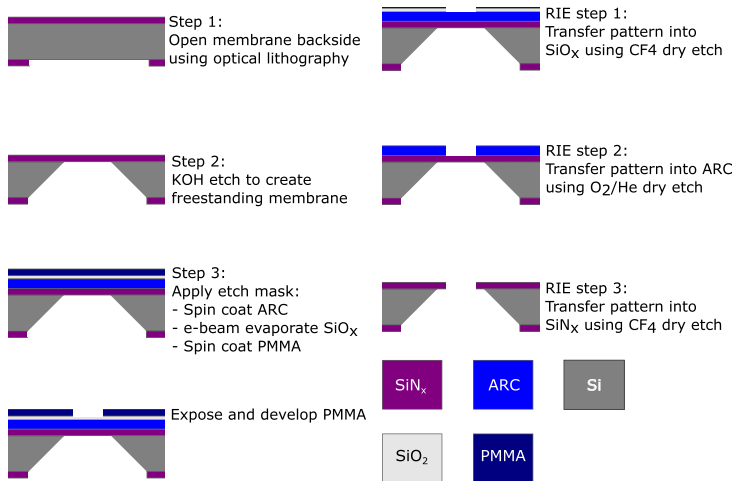 Step 1:
Open membrane backside
using optical lithography
Step 2:
KOH etch to create
freestanding membrane
Step 3:
Apply etch mask:
- Spin coat ARC
- e-beam evaporate SiOx
- Spin coat PMMA
Expose and develop PMMA
RIE step 1:
Transfer pattern into
SiOx using CF4 dry etch
RIE step 2:
Transfer pattern into ARC
using O2/He dry etch
RIE step 3:
Transfer pattern into
SiNx using CF4 dry etch
SiNx
ARC
Si
SiO2
PMMA